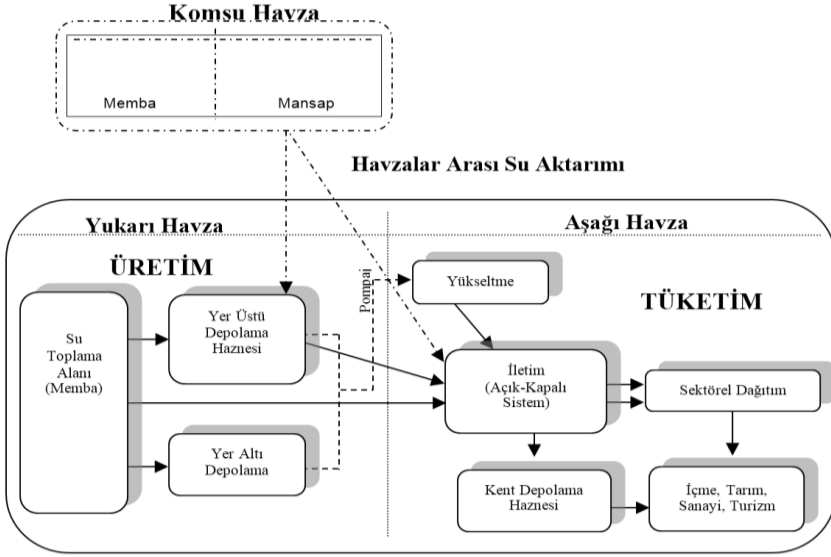 Komsu Havza
Memba
Mansap
Havzalar Arası Su Aktarımı
Yukarı Havza
Aşağı Havza
ÜRETİM
Pompaj
Yükseltme
TÜKETİM
Su
Toplama
Alanı
(Memba)
Yer Üstü
Depolama
Haznesi
İletim
(Açık-Kapalı
Sistem)
Sektörel Dağıtım
Yer Altı
Depolama
Kent Depolama
Haznesi
İçme, Tarım,
Sanayi, Turizm